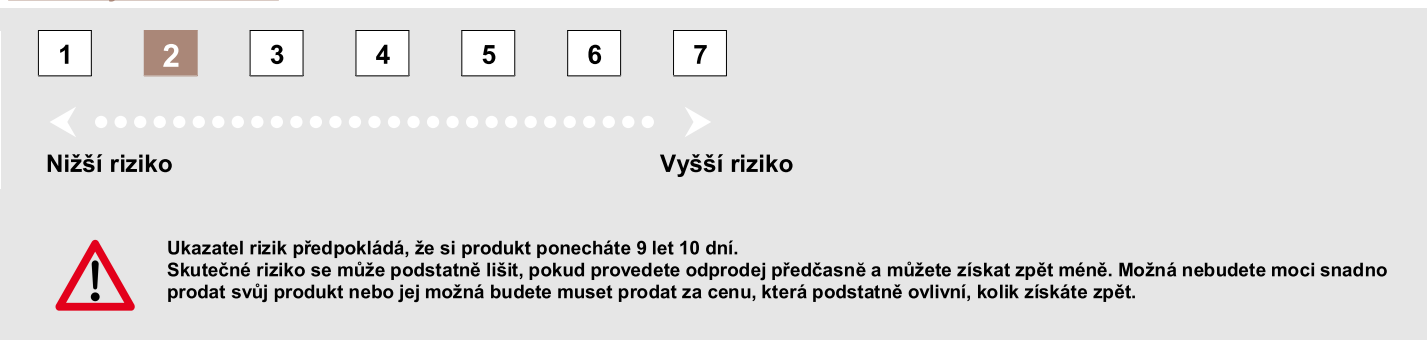 1 2 3 4 5 6 7
Nižší riziko Vyšší riziko
Ukazatel rizik předpokládá, že si produkt ponecháte 9 let 10 dní.
Skutečné riziko se může podstatně lišit, pokud provedete odprodej předčasně a můžete získat zpět méně. Možná nebudete moci snadno
prodat svůj produkt nebo jej možná budete muset prodat za cenu, která podstatně ovlivní, kolik získáte zpět.